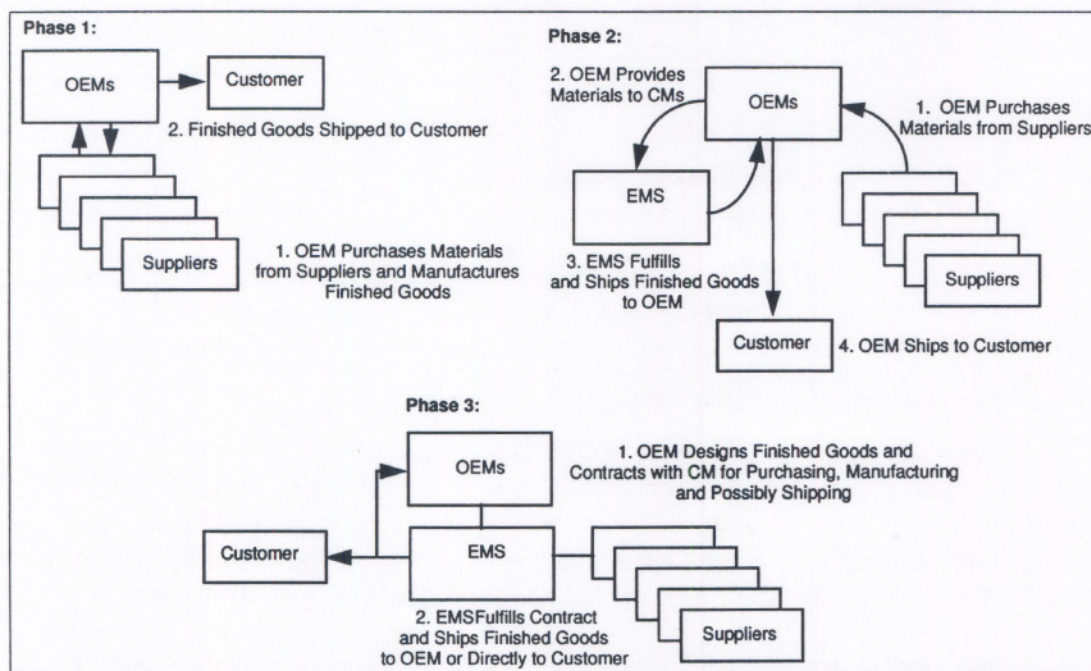 Phase 1:
OEMs
Customer
2. Finished Goods Shipped to Customer
1. OEM Purchases Materials
from Suppliers and Manufactures
Finished Goods
Suppliers
Phase 2:
2. OEM Provides
Materials to CMs
OEMs
1. OEM Purchases
Materials from Suppliers
EMS
3. EMS Fulfills
and Ships Finished Goods
to OEM
Suppliers
Customer
4. OEM Ships to Customer
Phase 3:
OEMs
1. OEM Designs Finished Goods and
Contracts with CM for Purchasing, Manufacturing
and Possibly Shipping
Customer
EMS
2. EMSFulfills Contract
and Ships Finished Goods
to OEM or Directly to Customer
Suppliers